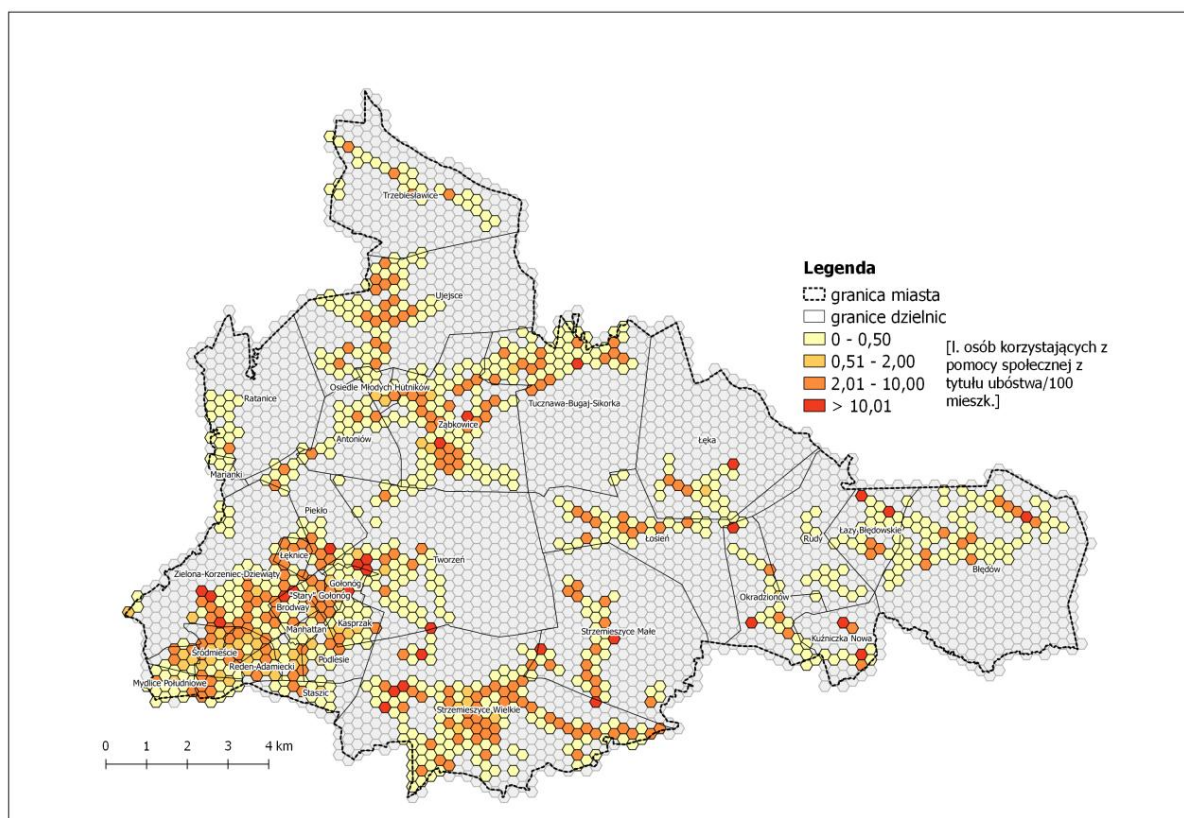 Trzebiesławice
Ujejsce
Legenda
granica miasta
granice dzielnic
0 - 0,50
0,51 - 2,00
2,01 - 10,00
> 10,01
[l. osób korzystających z
pomocy społecznej z
tytułu ubóstwa/100
mieszk.]
Osiedle Młodych Hutników
Ratanice
Tucznawa-Bugaj-Sikorka
Ząbkowice
Antoniów
Łęka
Marianki
Piekło
Łazy Błędowskie
Rudy
Łosień
Łęknice
Tworzeń
Błędów
Zielona-Korzeniec-Dziewiąty
Gołonóg
"Stary" Gołonóg
Okradzionów
Brodway
Kasprzak
Manhattan
Strzemieszyce Małe
Kuźniczka Nowa
Śródmieście
Podlesie
Reden-Adamiecki
Mydlice Południowe
Staszic
Strzemieszyce Wielkie
0 1 2 3 4 km